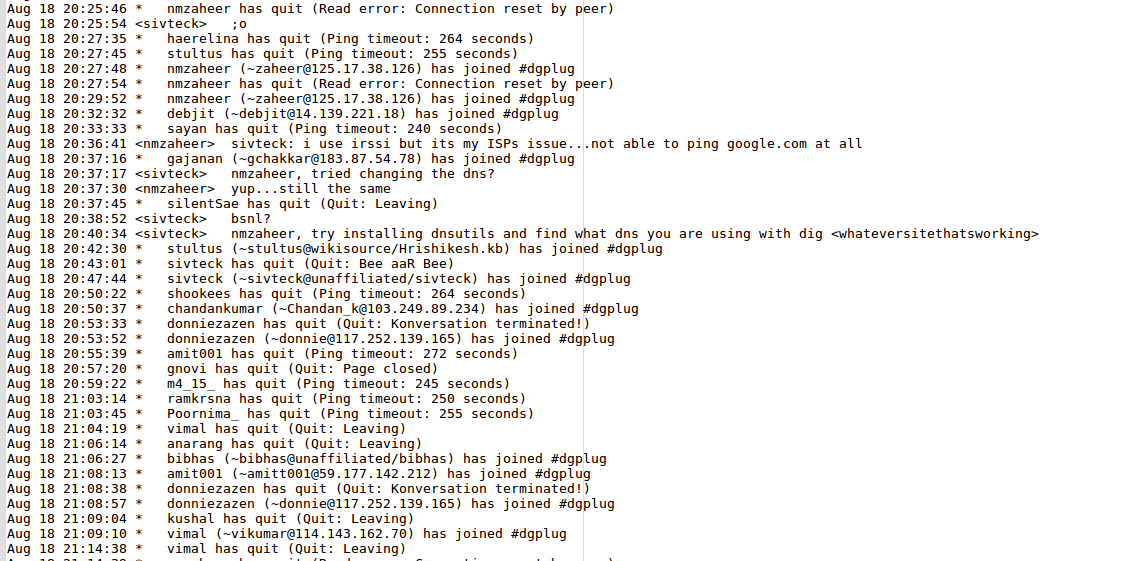 Aug 18 20:25:46 *   nmzaheer has quit (Read error: Connection reset by peer)
Aug 18 20:25:54 <sivteck>   ;o
Aug 18 20:27:35 *   haerelina has quit (Ping timeout: 264 seconds)
Aug 18 20:27:45 *   stultus has quit (Ping timeout: 255 seconds)
Aug 18 20:27:48 *   nmzaheer (~zaheer@125.17.38.126) has joined #dgplug
Aug 18 20:27:54 *   nmzaheer has quit (Read error: Connection reset by peer)
Aug 18 20:29:52 *   nmzaheer (~zaheer@125.17.38.126) has joined #dgplug
Aug 18 20:32:32 *   debjit (~debjit@14.139.221.18) has joined #dgplug
Aug 18 20:33:33 *   sayan has quit (Ping timeout: 240 seconds)
Aug 18 20:36:41 <nmzaheer>  sivteck: i use irssi but its my ISPs issue...not able to ping google.com at all
Aug 18 20:37:16 *   gajanan (~gchakkar@183.87.54.78) has joined #dgplug
Aug 18 20:37:17 <sivteck>   nmzaheer, tried changing the dns?
Aug 18 20:37:30 <nmzaheer>  yup...still the same
Aug 18 20:37:45 *   silentSae has quit (Quit: Leaving)
Aug 18 20:38:52 <sivteck>   bsnl?
Aug 18 20:40:34 <sivteck>   nmzaheer, try installing dnsutils and find what dns you are using with dig <whateversitethatsworking>
Aug 18 20:42:30 *   stultus (~stultus@wikisource/Hrishikesh.kb) has joined #dgplug
Aug 18 20:43:01 *   sivteck has quit (Quit: Bee aaR Bee)
Aug 18 20:47:44 *   sivteck (~sivteck@unaffiliated/sivteck) has joined #dgplug
Aug 18 20:50:22 *   shookees has quit (Ping timeout: 264 seconds)
Aug 18 20:50:37 *   chandankumar (~Chandan_k@103.249.89.234) has joined #dgplug
Aug 18 20:53:33 *   donniezazen has quit (Quit: Konversation terminated!)
Aug 18 20:53:52 *   donniezazen (~donnie@117.252.139.165) has joined #dgplug
Aug 18 20:55:39 *   amit001 has quit (Ping timeout: 272 seconds)
Aug 18 20:57:20 *   gnovi has quit (Quit: Page closed)
Aug 18 20:59:22 *   m4_15_ has quit (Ping timeout: 245 seconds)
Aug 18 21:03:14 *   ramkrsna has quit (Ping timeout: 250 seconds)
Aug 18 21:03:45 *   Poornima_ has quit (Ping timeout: 255 seconds)
Aug 18 21:04:19 *   vimal has quit (Quit: Leaving)
Aug 18 21:06:14 *   anarang has quit (Quit: Leaving)
Aug 18 21:06:27 *   bibhas (~bibhas@unaffiliated/bibhas) has joined #dgplug
Aug 18 21:08:13 *   amit001 (~amitt001@59.177.142.212) has joined #dgplug
Aug 18 21:08:38 *   donniezazen has quit (Quit: Konversation terminated!)
Aug 18 21:08:57 *   donniezazen (~donnie@117.252.139.165) has joined #dgplug
Aug 18 21:09:04 *   kushal has quit (Quit: Leaving)
Aug 18 21:09:10 *   vimal (~vikumar@114.143.162.70) has joined #dgplug
Aug 18 21:14:38 *   vimal has quit (Quit: Leaving)